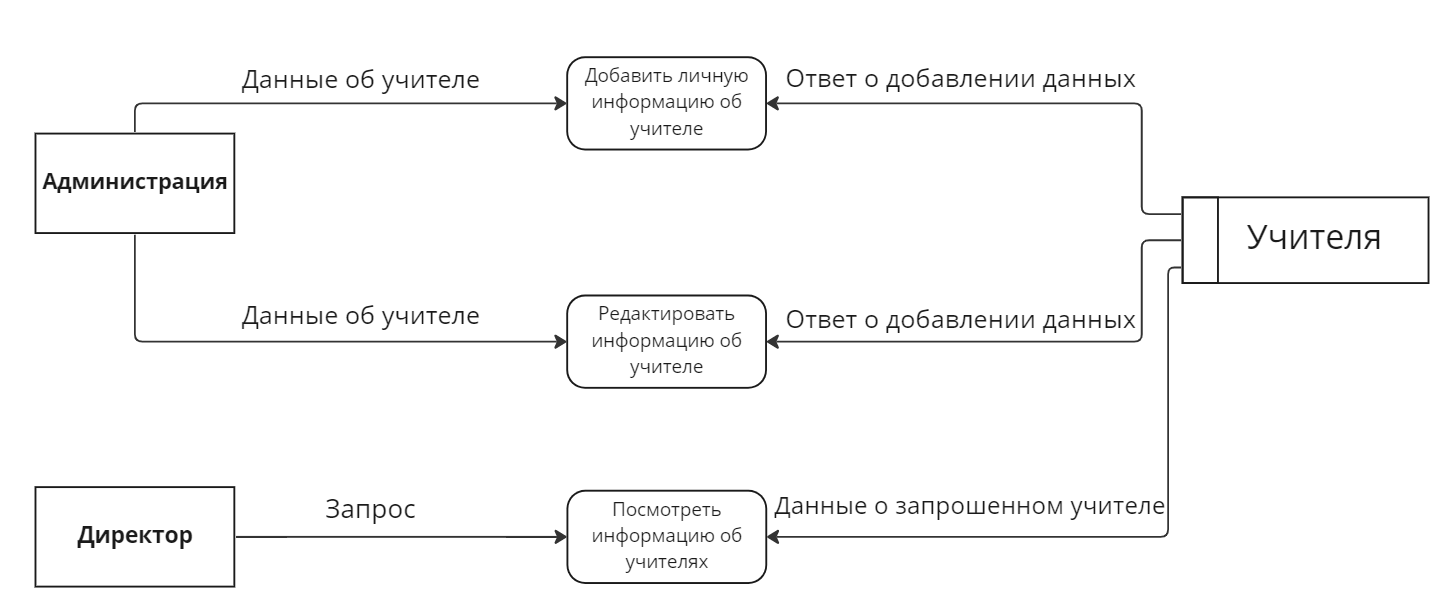 Данные об учителе
Добавить личную
информацию об
учителе
Ответ о добавлении данных
Администрация
Учителя
Данные об учителе
Редактировать
информацию об
учителе
Ответ о добавлении данных
Директор
Запрос
Посмотреть
информацию об
учителях
Данные о запрошенном учителе